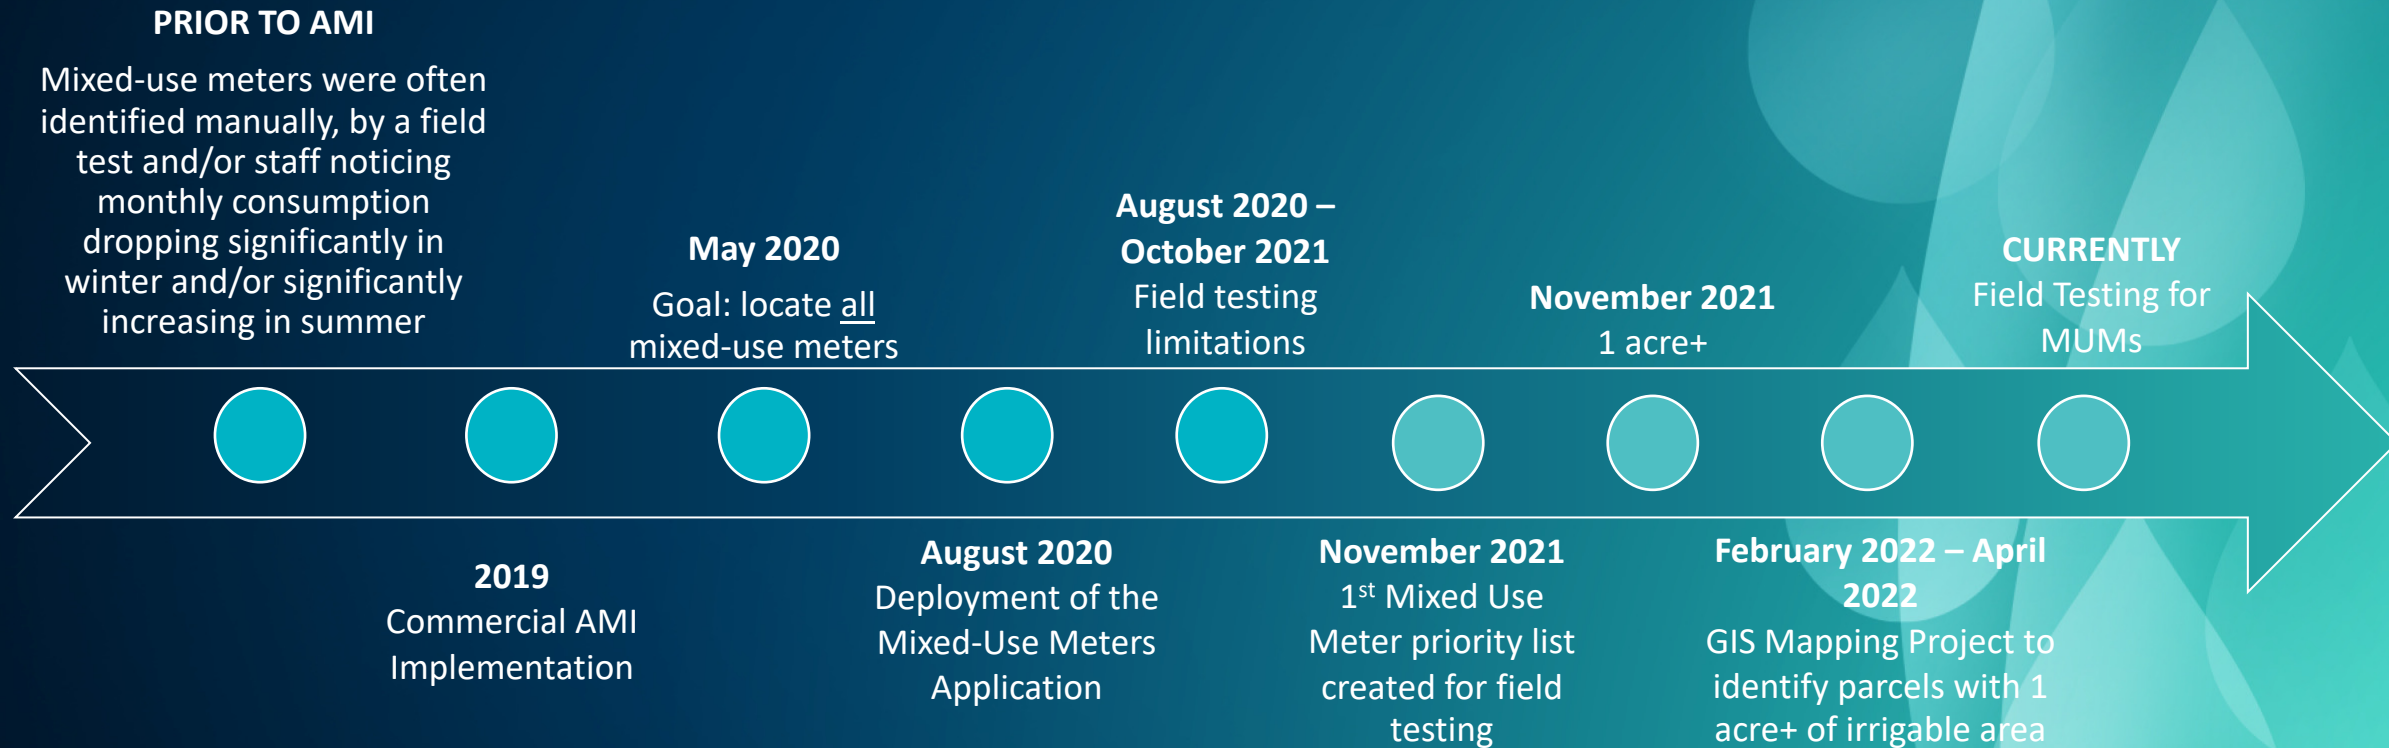 PRIOR TO AMI
Mixed-use meters were often
identified manually, by a field
test and/or staff noticing
monthly consumption
dropping significantly in
winter and/or significantly
increasing in summer
2019
Commercial AMI
Implementation
May 2020
Goal: locate all
mixed-use meters
August 2020
Deployment of the
Mixed-Use Meters
Application
August 2020 –
October 2021
Field testing
limitations
November 2021
1st Mixed Use
Meter priority list
created for field
testing
November 2021
1 acre+
February 2022 – April
2022
GIS Mapping Project to
identify parcels with 1
acre+ of irrigable area
CURRENTLY
Field Testing for
MUMs